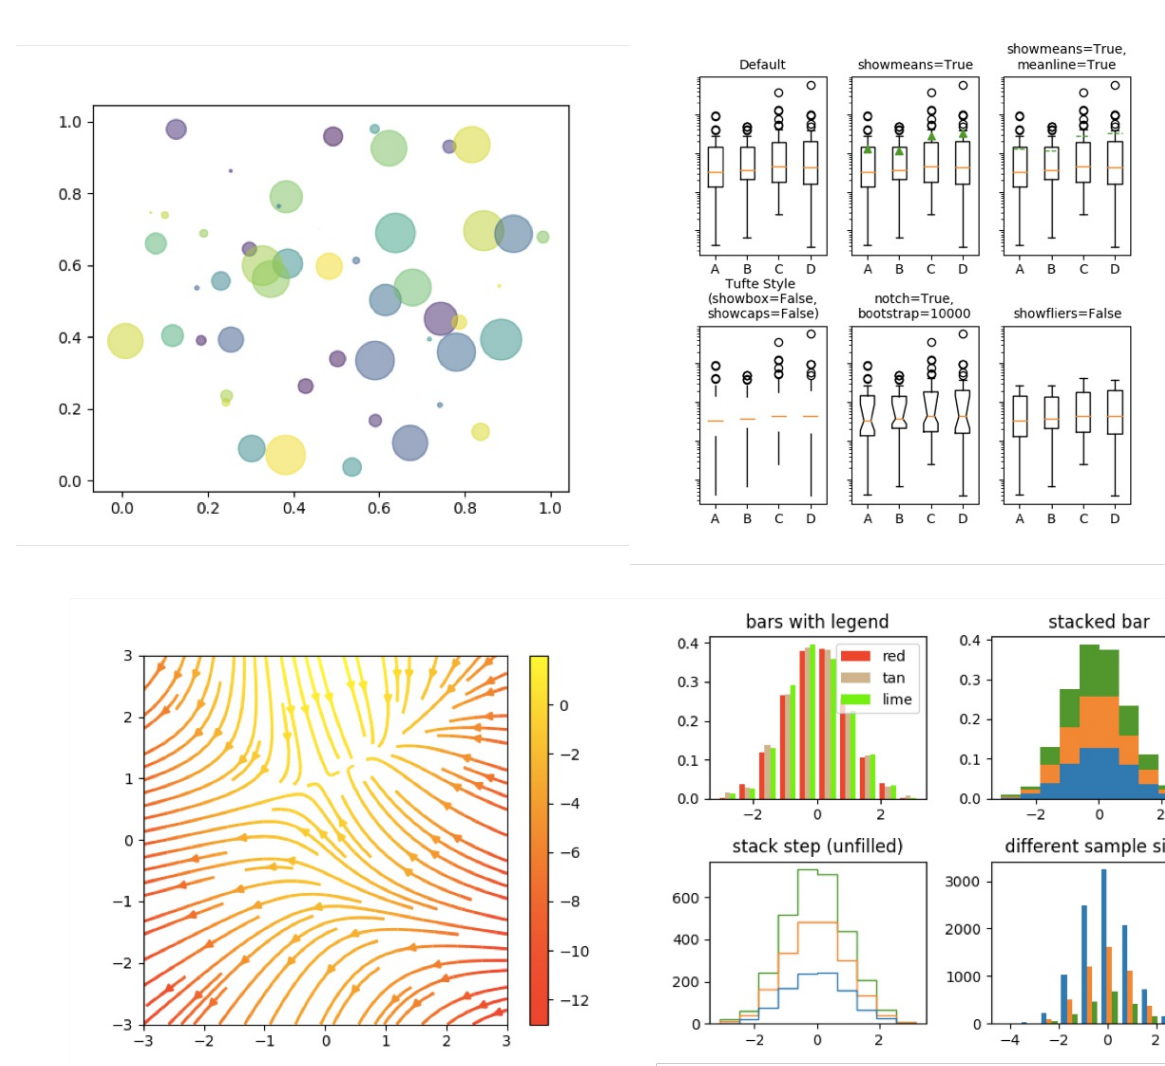 1.0
0.8
0.6
0.4
0.2
0.0
0.0 0.2 0.4 0.6 0.8 1.0
Default
showmeans=True
showmeans=True,
meanline=True
A B C D
A B C D
A B C D
Tufte Style
(showbox=False,
showcaps=False)
notch=True,
bootstrap=10000
showfliers=False
A B C D
A B C D
A B C D
3
2
1
0
−1
−2
−3
−3 −2 −1 0 1 2 3
0
−2
−4
−6
−8
−10
−12
bars with legend
0.4
0.3
0.2
0.1
0.0
−2 0 2
red
tan
lime
stacked bar
0.4
0.3
0.2
0.1
0.0
−2 0 2
stack step (unfilled)
600
400
200
0
−2 0 2
different sample si
3000
2000
1000
0
−4 −2 0 2